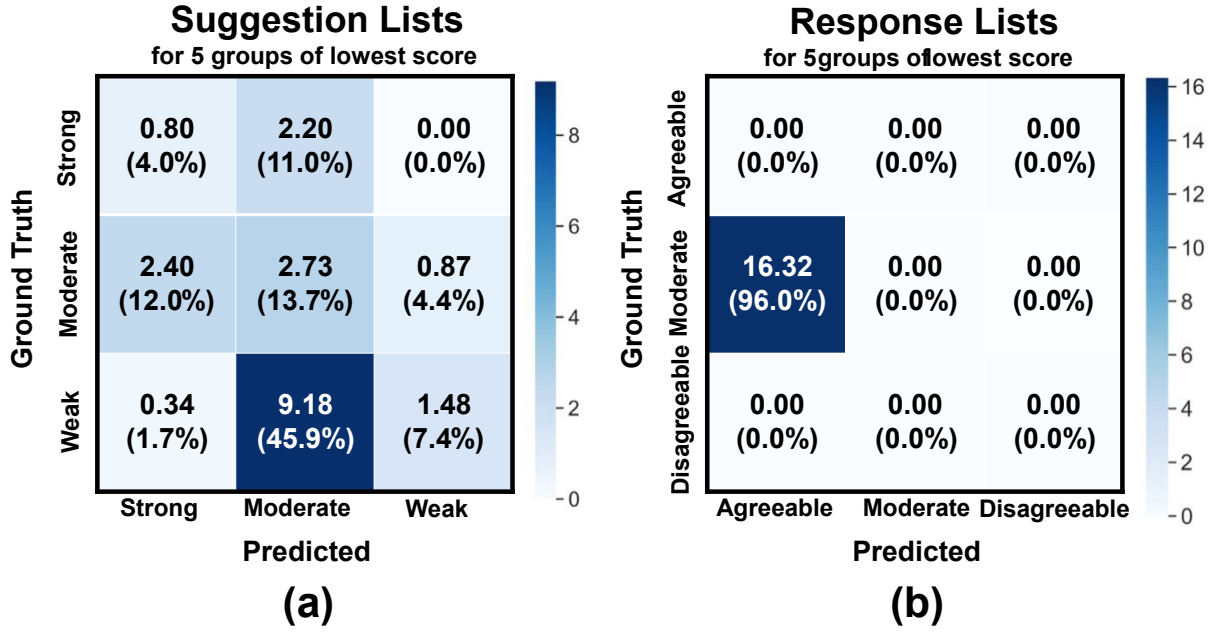 Suggestion Lists
for 5 groups of lowest score
Ground Truth
Strong
0.80
(4.0%)
2.20
(11.0%)
0.00
(0.0%)
Moderate
2.40
(12.0%)
2.73
(13.7%)
0.87
(4.4%)
Weak
0.34
(1.7%)
9.18
(45.9%)
1.48
(7.4%)
Strong
Moderate
Weak
Predicted
8
6
4
2
0
(a)
Response Lists
for 5groups oflowest score
Ground Truth
Agreeable
0.00
(0.0%)
0.00
(0.0%)
0.00
(0.0%)
Moderate
16.32
(96.0%)
0.00
(0.0%)
0.00
(0.0%)
Disagreeable
0.00
(0.0%)
0.00
(0.0%)
0.00
(0.0%)
Agreeable
Moderate
Disagreeable
Predicted
16
14
12
10
8
6
4
2
0
(b)